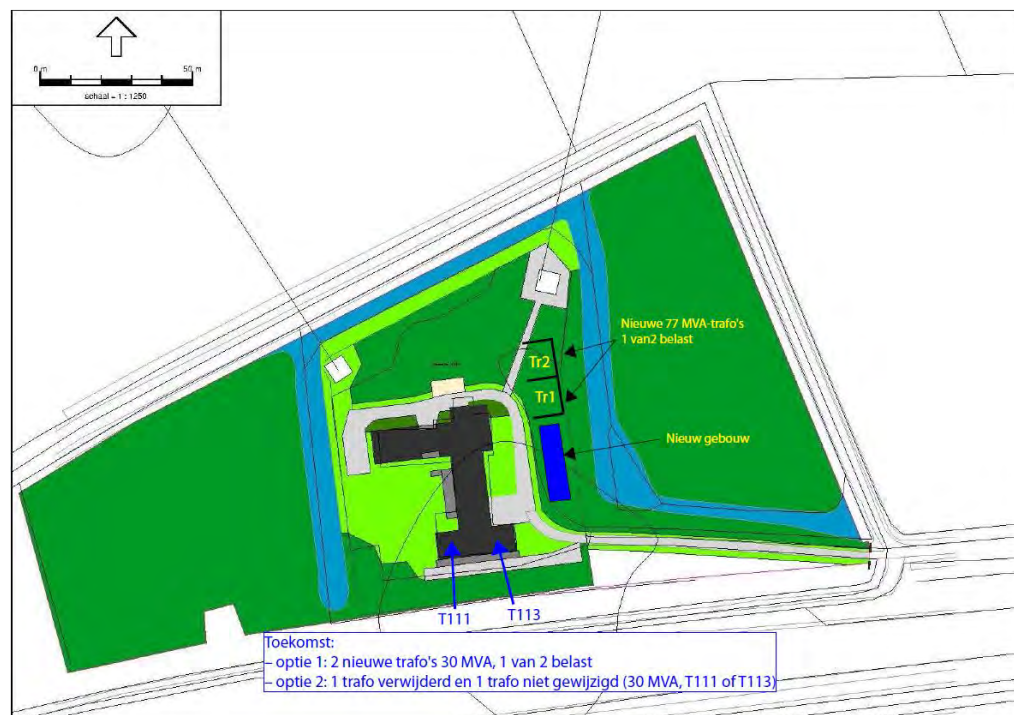 0 m 50 m
schaal = 1 : 1250
Nieuwe 77 MVA-trafo's
1 van2 belast
Tr2
Tr1
Nieuw gebouw
T111
T113
Toekomst:
– optie 1: 2 nieuwe trafo's 30 MVA, 1 van 2 belast
– optie 2: 1 trafo verwijderd en 1 trafo niet gewijzigd (30 MVA, T111 of T113)